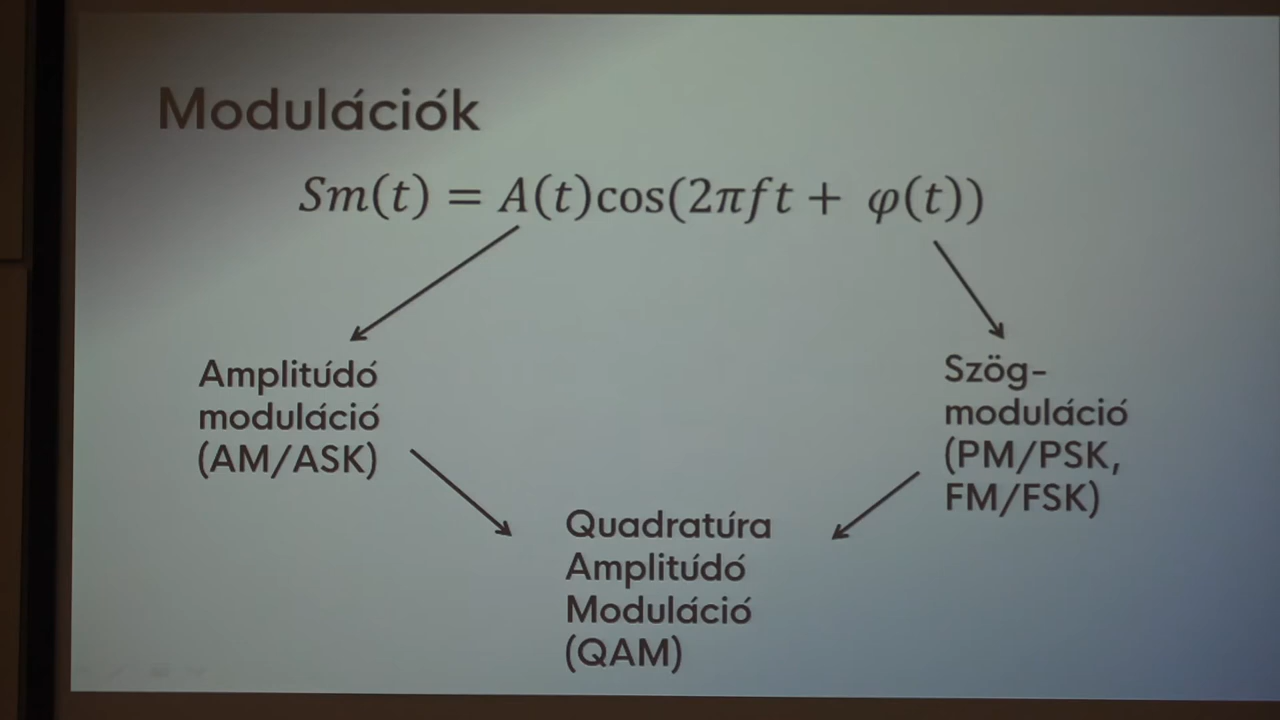 Modulációk
Sm(t) = A(t)cos(2πft + φ(t))
Amplitúdó
moduláció
(AM/ASK)
Szög-
moduláció
(PM/PSK,
FM/FSK)
Quadratúra
Amplitúdó
Moduláció
(QAM)